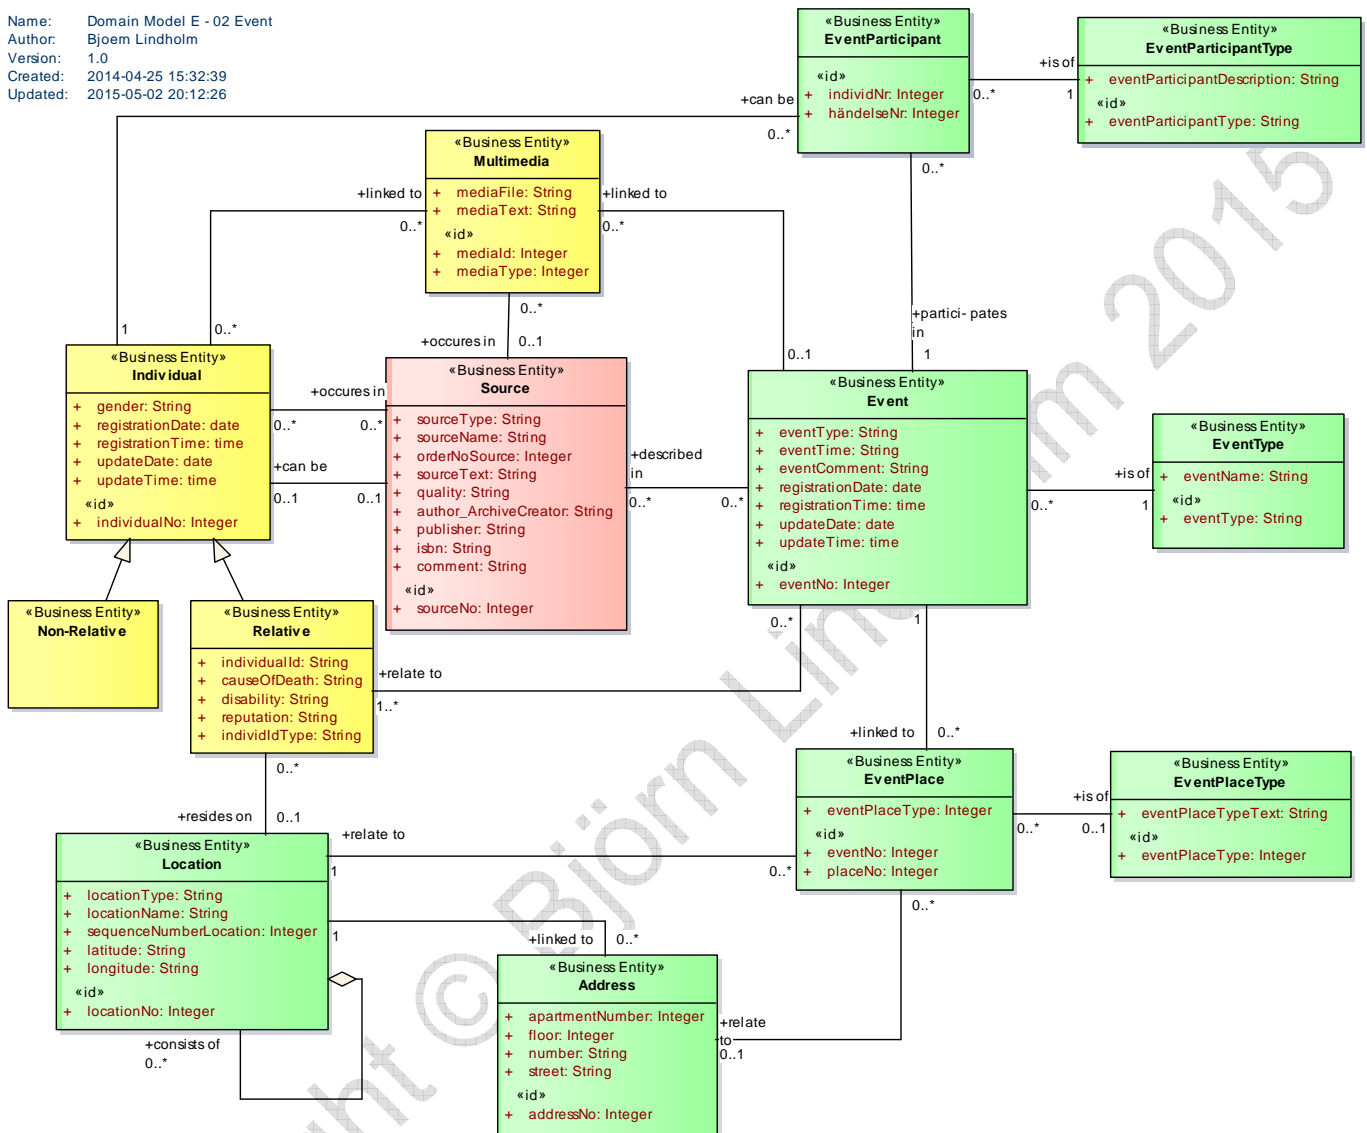 Name: Domain Model E - 02 Event
Author: Bjoern Lindholm
Version: 1.0
Created: 2014-04-25 15:32:39
Updated: 2015-05-02 20:12:26
«Business Entity»
EventParticipant
«id»
+ individNr: Integer
+ händelseNr: Integer
+is of
0..*
1
«Business Entity»
EventParticipantType
+ eventParticipantDescription: String
«id»
+ eventParticipantType: String
+can be
0..*
1
0..*
+partici- pates
in
1
«Business Entity»
Multimedia
+ mediaFile: String
+ mediaText: String
«id»
+ mediaId: Integer
+ mediaType: Integer
+linked to
0..*
0..*
+linked to
0..*
0..1
0..*
+occures in 0..1
«Business Entity»
Individual
+ gender: String
+ registrationDate: date
+ registrationTime: time
+ updateDate: date
+ updateTime: time
«id»
+ individualNo: Integer
+occures in
0..*
0..*
+can be
0..1
0..1
«Business Entity»
Source
+ sourceType: String
+ sourceName: String
+ orderNoSource: Integer
+ sourceText: String
+ quality: String
+ author_ArchiveCreator: String
+ publisher: String
+ isbn: String
+ comment: String
«id»
+ sourceNo: Integer
+described
in
0..*
0..*
«Business Entity»
Event
+ eventType: String
+ eventTime: String
+ eventComment: String
+ registrationDate: date
+ registrationTime: time
+ updateDate: date
+ updateTime: time
«id»
+ eventNo: Integer
+is of
0..*
1
«Business Entity»
EventType
+ eventName: String
«id»
+ eventType: String
«Business Entity»
Non-Relative
«Business Entity»
Relative
+ individualId: String
+ causeOfDeath: String
+ disability: String
+ reputation: String
+ individIdType: String
+relate to
1..*
0..*
1
+linked to 0..*
0..*
+resides on 0..1
«Business Entity»
EventPlace
+ eventPlaceType: Integer
«id»
+ eventNo: Integer
+ placeNo: Integer
+is of
0..*
0..1
«Business Entity»
EventPlaceType
+ eventPlaceTypeText: String
«id»
+ eventPlaceType: Integer
«Business Entity»
Location
+ locationType: String
+ locationName: String
+ sequenceNumberLocation: Integer
+ latitude: String
+ longitude: String
«id»
+ locationNo: Integer
+relate to
1
0..*
1
+linked to 0..*
+consists of
0..*
«Business Entity»
Address
+ apartmentNumber: Integer
+ floor: Integer
+ number: String
+ street: String
«id»
+ addressNo: Integer
+relate
to
0..1
0..*
ght © Björn Lindholm 2015